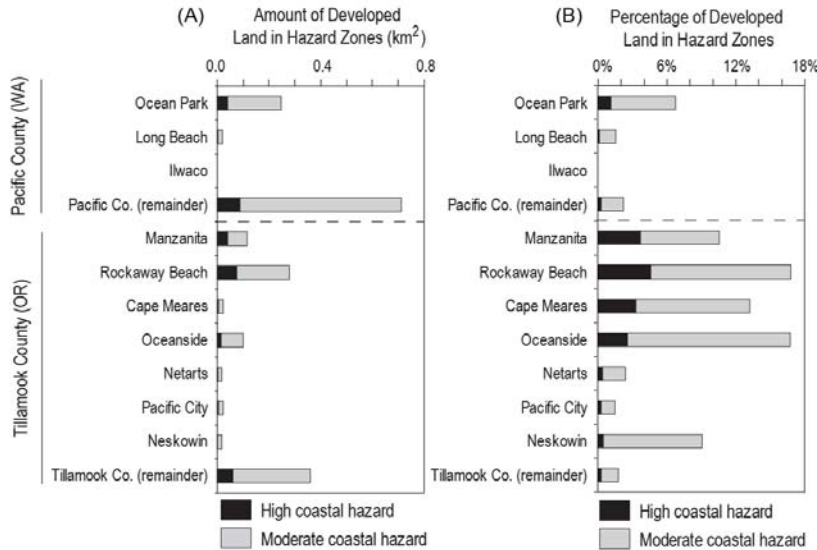 (A)
Amount of Developed
Land in Hazard Zones (km²)
0.0 0.4 0.8
Pacific County (WA)
Ocean Park
Long Beach
Ilwaco
Pacific Co. (remainder)
Tillamook County (OR)
Manzanita
Rockaway Beach
Cape Meares
Oceanside
Netarts
Pacific City
Neskowin
Tillamook Co. (remainder)
High coastal hazard
Moderate coastal hazard
(B)
Percentage of Developed
Land in Hazard Zones
0% 6% 12% 18%
Ocean Park
Long Beach
Ilwaco
Pacific Co. (remainder)
Manzanita
Rockaway Beach
Cape Meares
Oceanside
Netarts
Pacific City
Neskowin
Tillamook Co. (remainder)
High coastal hazard
Moderate coastal hazard